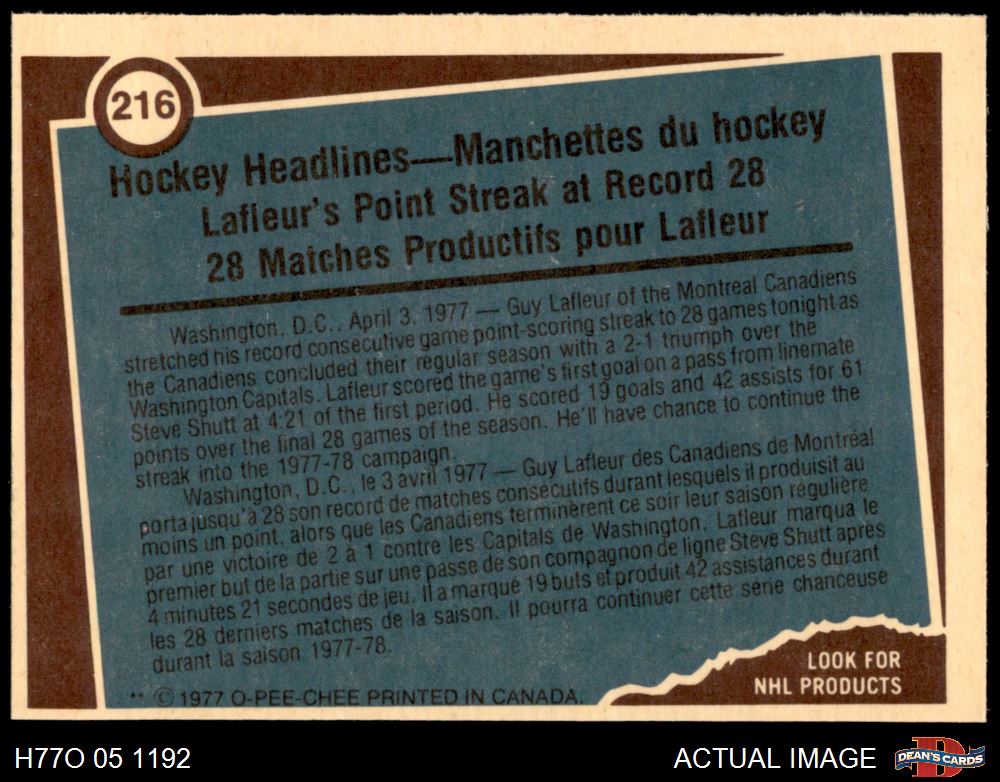 216
Hockey Headlines—Manchettes du hockey
Lafleur's Point Streak at Record 28
28 Matches Productifs pour Lafleur
Washington, D.C., April 3, 1977 — Guy Lafleur of the Montreal Canadiens
stretched his record consecutive game point-scoring streak to 28 games tonight as
the Canadiens concluded their regular season with a 2-1 triumph over the
Washington Capitals. Lafleur scored the game's first goal on a pass from linemate
Steve Shutt at 4:21 of the first period. He scored 19 goals and 42 assists for 61
points over the final 28 games of the season. He'll have chance to continue the
streak into the 1977-78 campaign.
Washington, D.C., le 3 avril 1977 — Guy Lafleur des Canadiens de Montréal
porta jusqu'à 28 son record de matches consecutifs durant lesquels il produisit au
moins un point, alors que les Canadiens terminèrent ce soir leur saison régulière
par une victoire de 2 à 1 contre les Capitals de Washington. Lafleur marqua le
premier but de la partie sur une passe de son compagnon de ligne Steve Shutt après
4 minutes 21 secondes de jeu. Il a marqué 19 buts et produit 42 assistances durant
les 28 derniers matches de la saison. Il pourra continuer cette série chanceuse
durant la saison 1977-78.
** © 1977 O-PEE-CHEE PRINTED IN CANADA.
LOOK FOR
NHL PRODUCTS
H77O 05 1192
ACTUAL IMAGE
D
DEAN'S CARDS